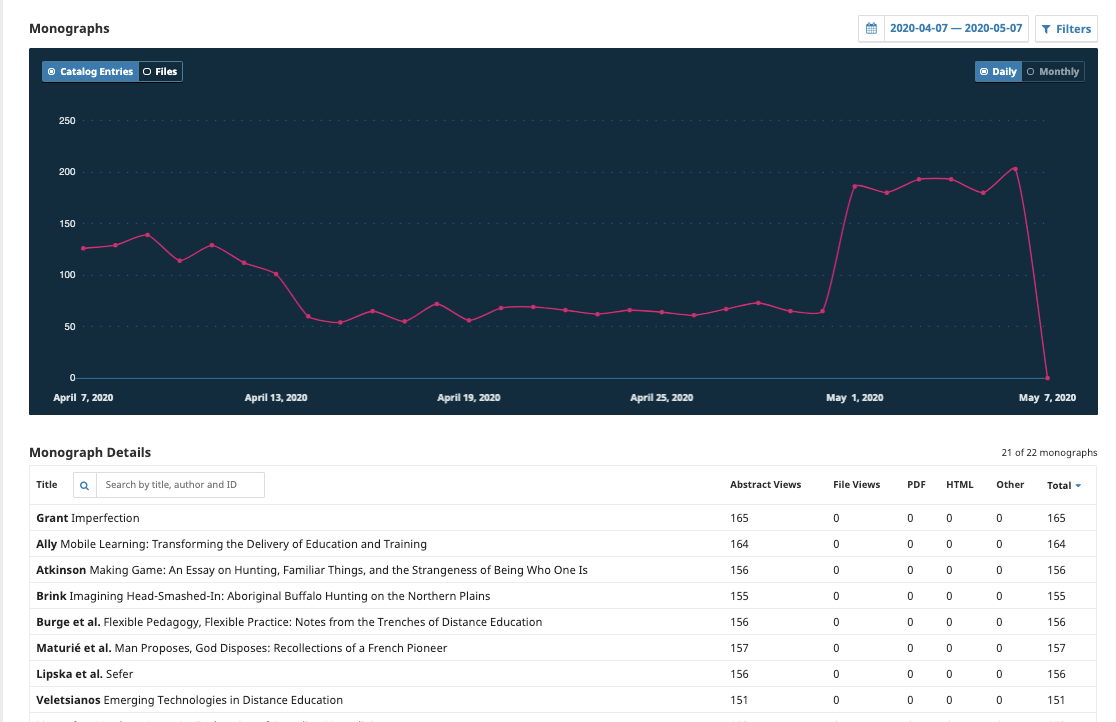 Monographs
2020-04-07 — 2020-05-07
Filters
Catalog Entries Files
Daily Monthly
250
200
150
100
50
0
April 7, 2020 April 13, 2020 April 19, 2020 April 25, 2020 May 1, 2020 May 7, 2020
Monograph Details
21 of 22 monographs
Title Search by title, author and ID Abstract Views File Views PDF HTML Other Total
Grant Imperfection 165 0 0 0 0 165
Ally Mobile Learning: Transforming the Delivery of Education and Training 164 0 0 0 0 164
Atkinson Making Game: An Essay on Hunting, Familiar Things, and the Strangeness of Being Who One Is 156 0 0 0 0 156
Brink Imagining Head-Smashed-In: Aboriginal Buffalo Hunting on the Northern Plains 155 0 0 0 0 155
Burge et al. Flexible Pedagogy, Flexible Practice: Notes from the Trenches of Distance Education 156 0 0 0 0 156
Maturié et al. Man Proposes, God Disposes: Recollections of a French Pioneer 157 0 0 0 0 157
Lipska et al. Sefer 156 0 0 0 0 156
Veletsianos Emerging Technologies in Distance Education 151 0 0 0 0 151